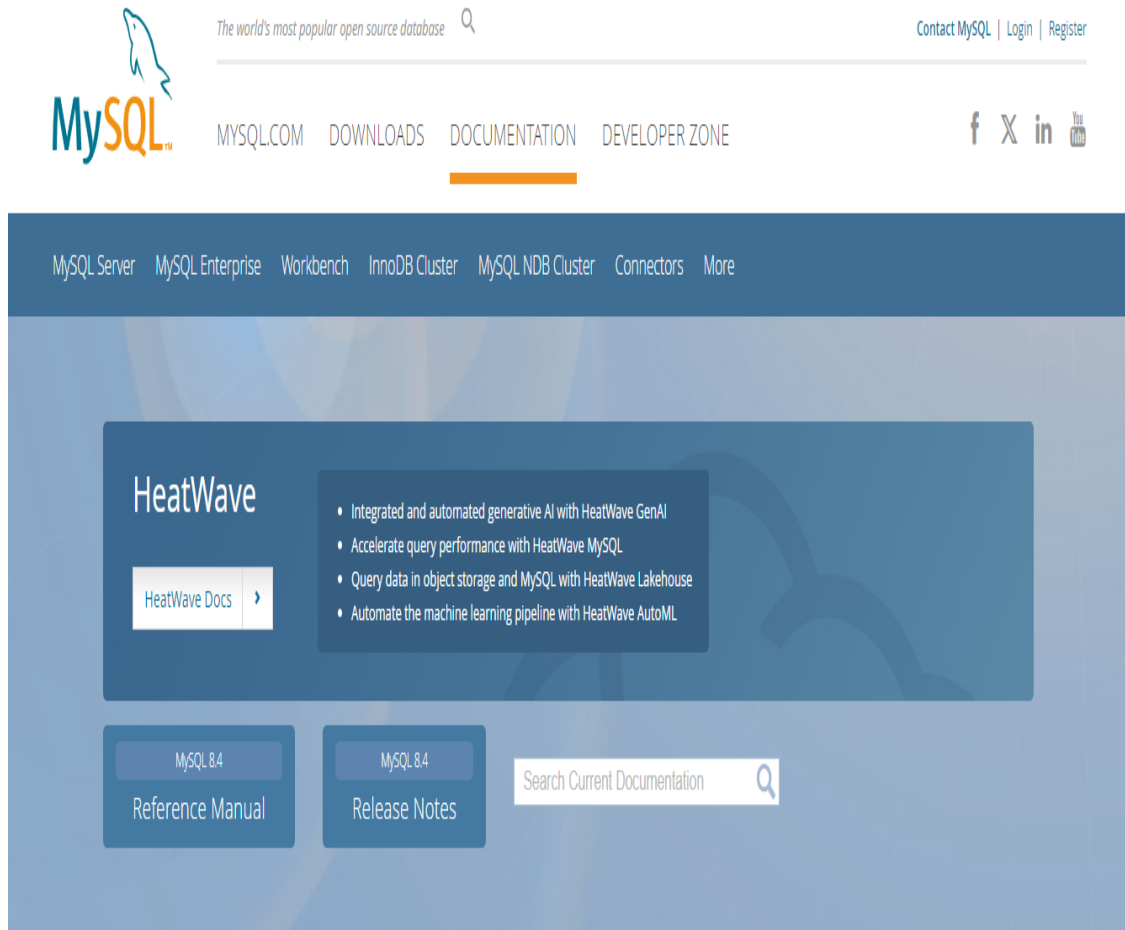 The world's most popular open source database
Contact MySQL | Login | Register
MySQL™
MYSQL.COM DOWNLOADS DOCUMENTATION DEVELOPER ZONE
f X in You Tube
MySQL Server MySQL Enterprise Workbench InnoDB Cluster MySQL NDB Cluster Connectors More
HeatWave
HeatWave Docs ›
• Integrated and automated generative AI with HeatWave GenAI
• Accelerate query performance with HeatWave MySQL
• Query data in object storage and MySQL with HeatWave Lakehouse
• Automate the machine learning pipeline with HeatWave AutoML
MySQL 8.4
Reference Manual
MySQL 8.4
Release Notes
Search Current Documentation